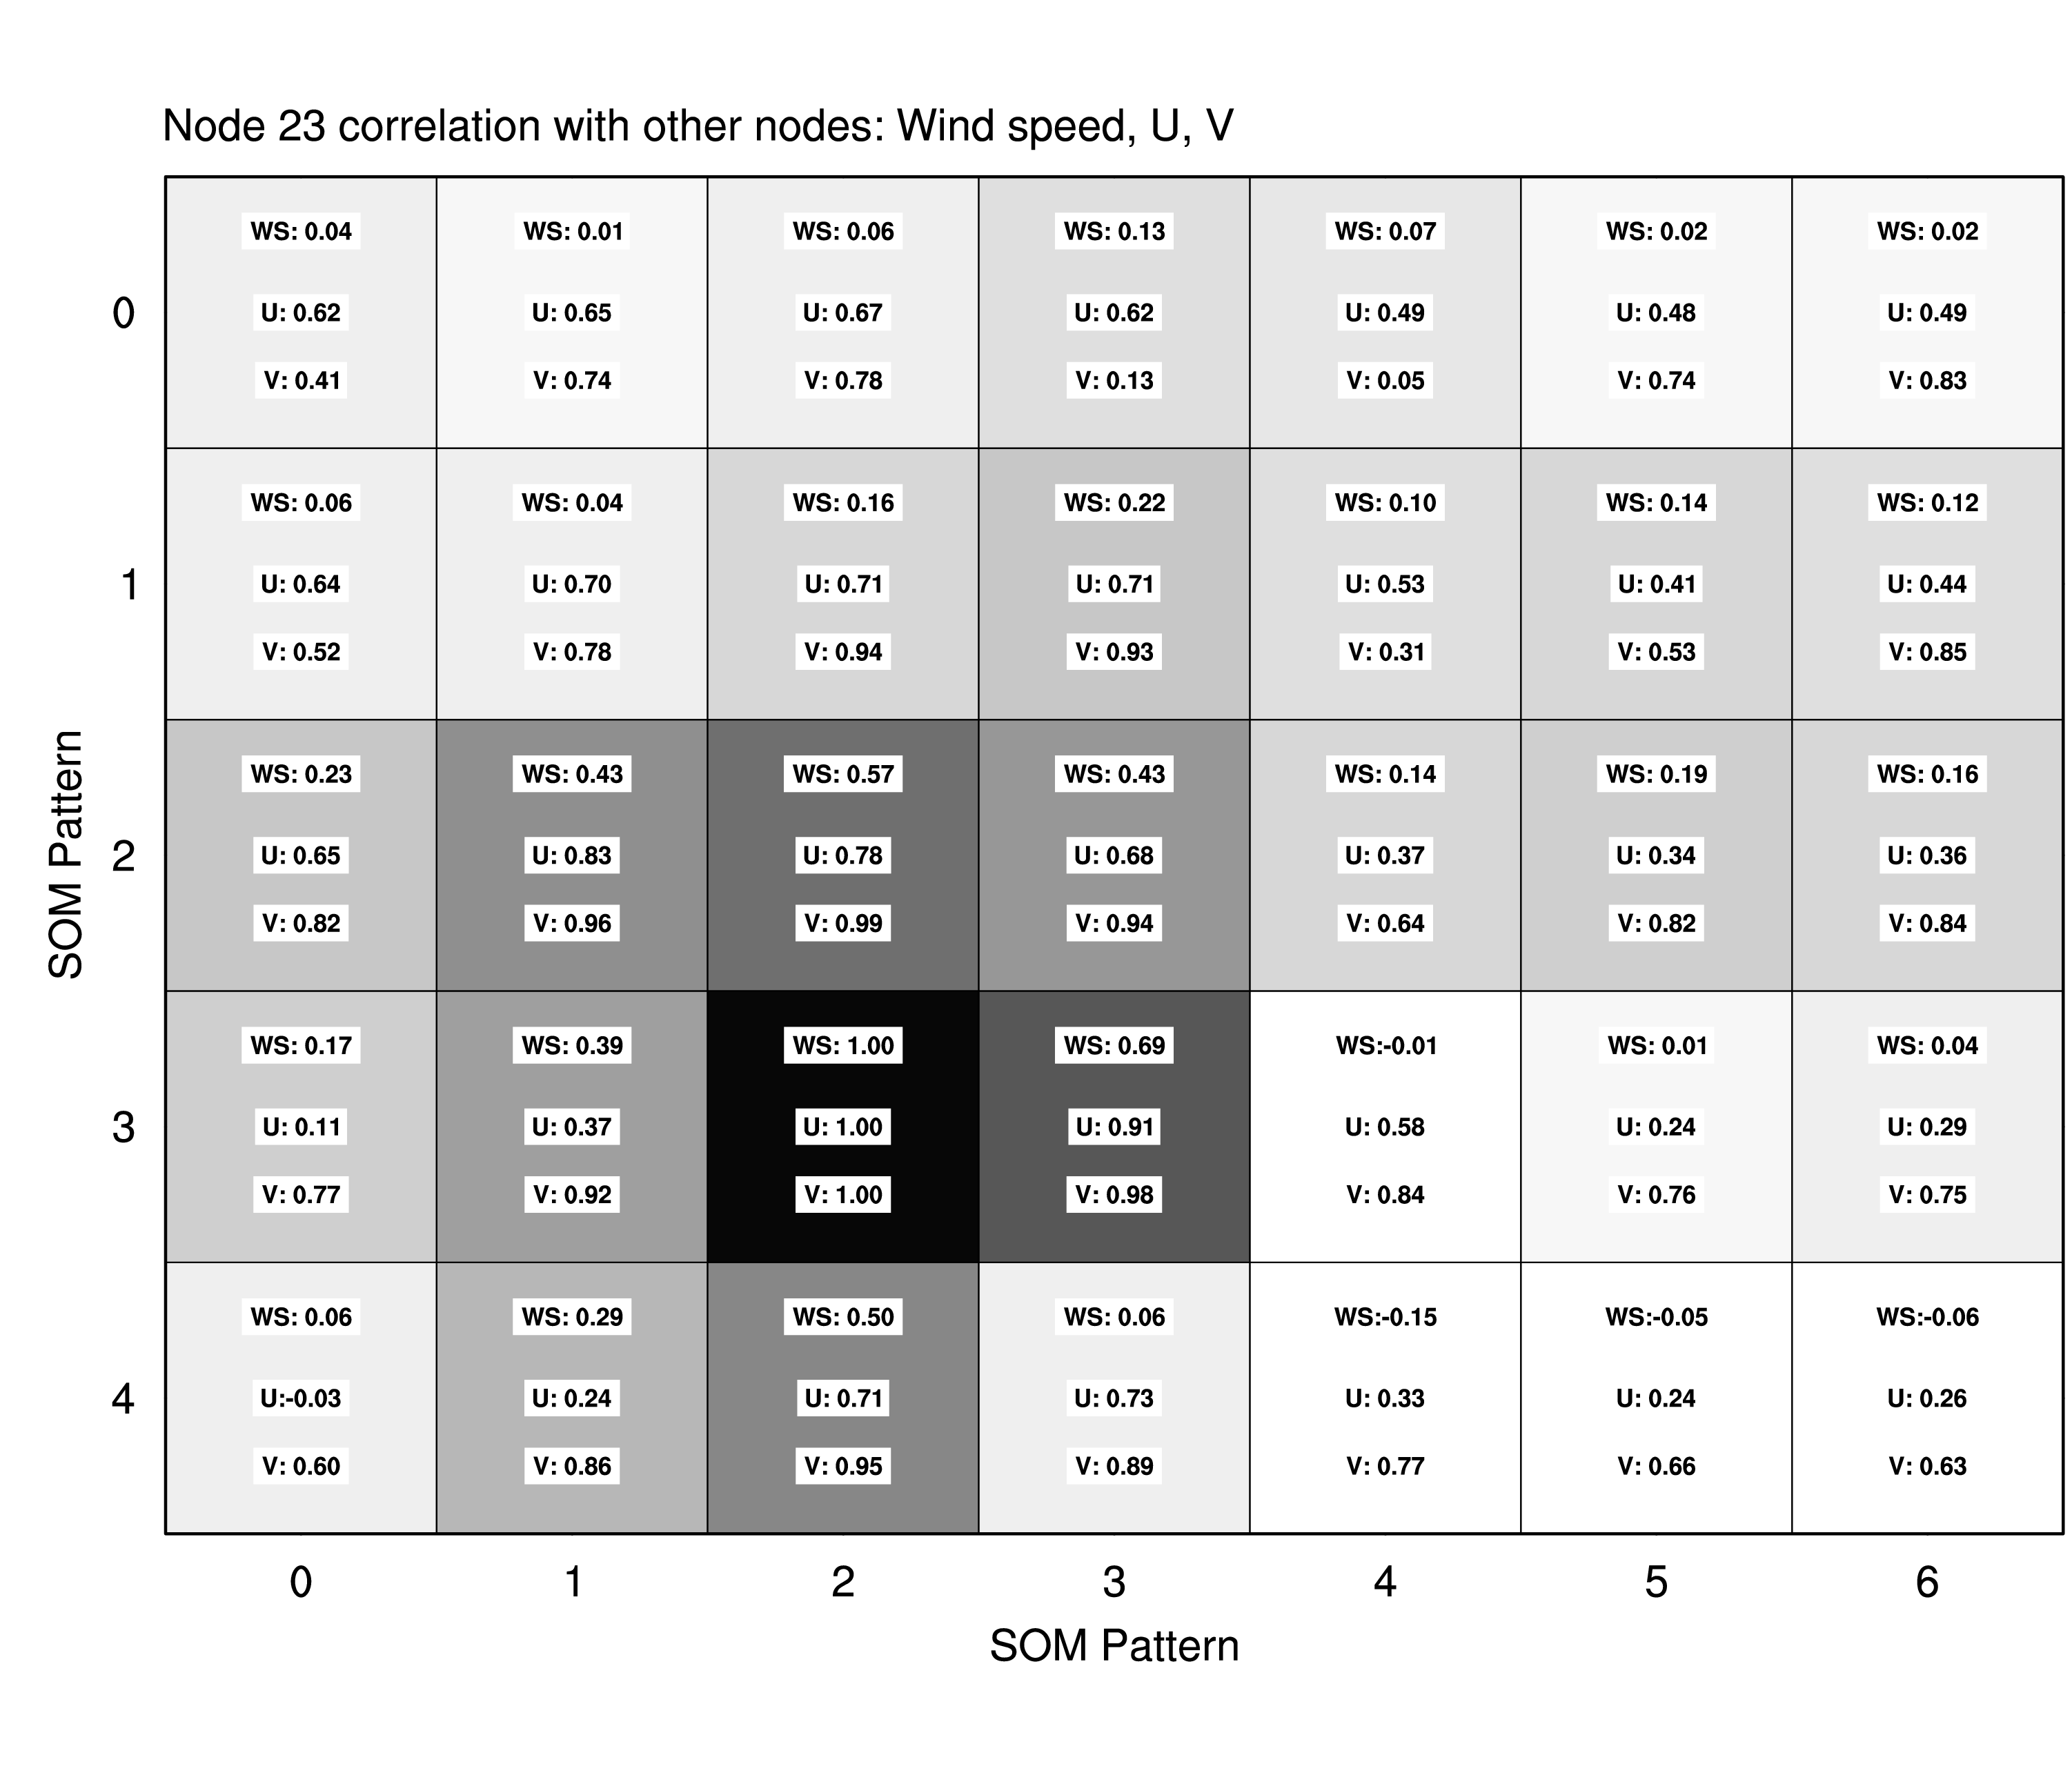 Node 23 correlation with other nodes: Wind speed, U, V
WS: 0.04 WS: 0.01 WS: 0.06 WS: 0.13 WS: 0.07 WS: 0.02 WS: 0.02
0 U: 0.62 U: 0.65 U: 0.67 U: 0.62 U: 0.49 U: 0.48 U: 0.49
V: 0.41 V: 0.74 V: 0.78 V: 0.13 V: 0.05 V: 0.74 V: 0.83
WS: 0.06 WS: 0.04 WS: 0.16 WS: 0.22 WS: 0.10 WS: 0.14 WS: 0.12
1 U: 0.64 U: 0.70 U: 0.71 U: 0.71 U: 0.53 U: 0.41 U: 0.44
V: 0.52 V: 0.78 V: 0.94 V: 0.93 V: 0.31 V: 0.53 V: 0.85
SOM Pattern
WS: 0.23 WS: 0.43 WS: 0.57 WS: 0.43 WS: 0.14 WS: 0.19 WS: 0.16
2 U: 0.65 U: 0.83 U: 0.78 U: 0.68 U: 0.37 U: 0.34 U: 0.36
V: 0.82 V: 0.96 V: 0.99 V: 0.94 V: 0.64 V: 0.82 V: 0.84
WS: 0.17 WS: 0.39 WS: 1.00 WS: 0.69 WS:-0.01 WS: 0.01 WS: 0.04
3 U: 0.11 U: 0.37 U: 1.00 U: 0.91 U: 0.58 U: 0.24 U: 0.29
V: 0.77 V: 0.92 V: 1.00 V: 0.98 V: 0.84 V: 0.76 V: 0.75
WS: 0.06 WS: 0.29 WS: 0.50 WS: 0.06 WS:-0.15 WS:-0.05 WS:-0.06
4 U:-0.03 U: 0.24 U: 0.71 U: 0.73 U: 0.33 U: 0.24 U: 0.26
V: 0.60 V: 0.86 V: 0.95 V: 0.89 V: 0.77 V: 0.66 V: 0.63
0 1 2 3 4 5 6
SOM Pattern